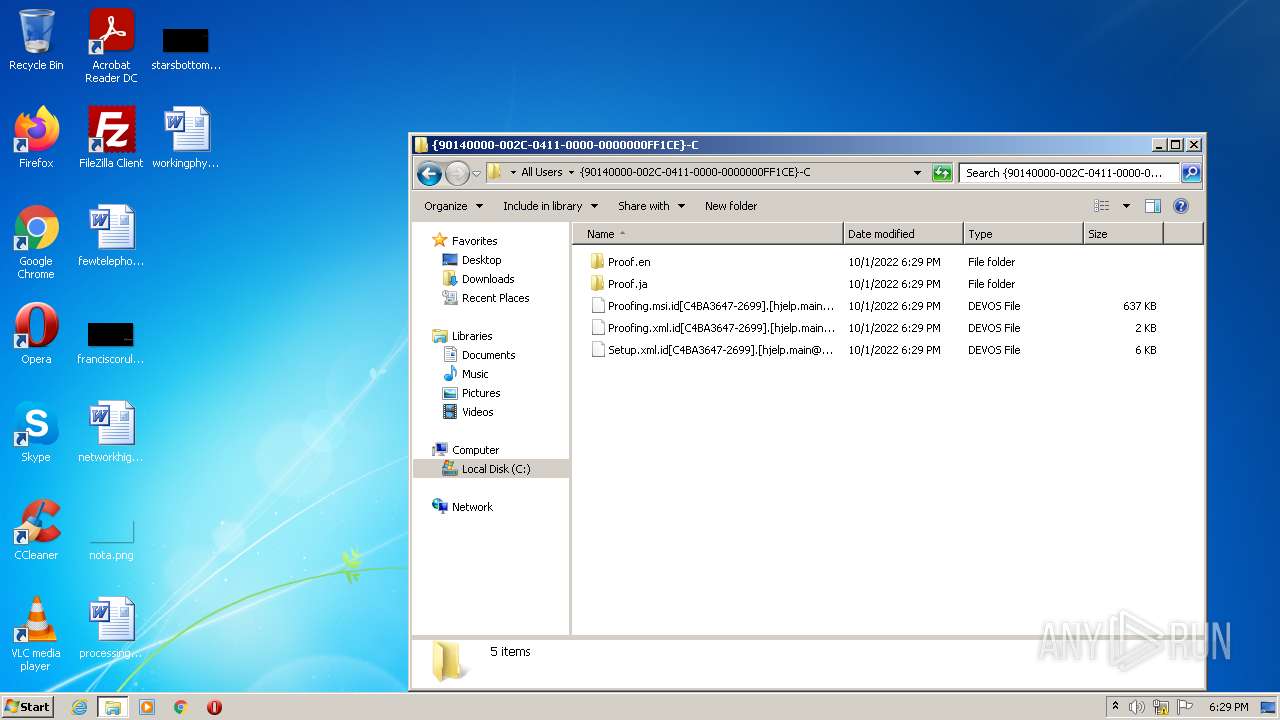 Recycle Bin
Acrobat
Reader DC
starsbottom...
Firefox
FileZilla Client
workingphy...
Google
Chrome
fewtelepho...
Opera
franciscorul...
Skype
networkhig...
CCleaner
nota.png
VLC media
player
processing...
{90140000-002C-0411-0000-0000000FF1CE}-C
All Users {90140000-002C-0411-0000-0000000FF1CE}-C
Search {90140000-002C-0411-0000-0...
Organize Include in library Share with New folder
Favorites
Desktop
Downloads
Recent Places
Libraries
Documents
Music
Pictures
Videos
Computer
Local Disk (C:)
Network
Name Date modified Type Size
Proof.en 10/1/2022 6:29 PM File folder
Proof.ja 10/1/2022 6:29 PM File folder
Proofing.msi.id[C4BA3647-2699].[hjelp.main... 10/1/2022 6:29 PM DEVOS File 637 KB
Proofing.xml.id[C4BA3647-2699].[hjelp.main... 10/1/2022 6:29 PM DEVOS File 2 KB
Setup.xml.id[C4BA3647-2699].[hjelp.main@... 10/1/2022 6:29 PM DEVOS File 6 KB
5 items
ANY RUN
Start
6:29 PM